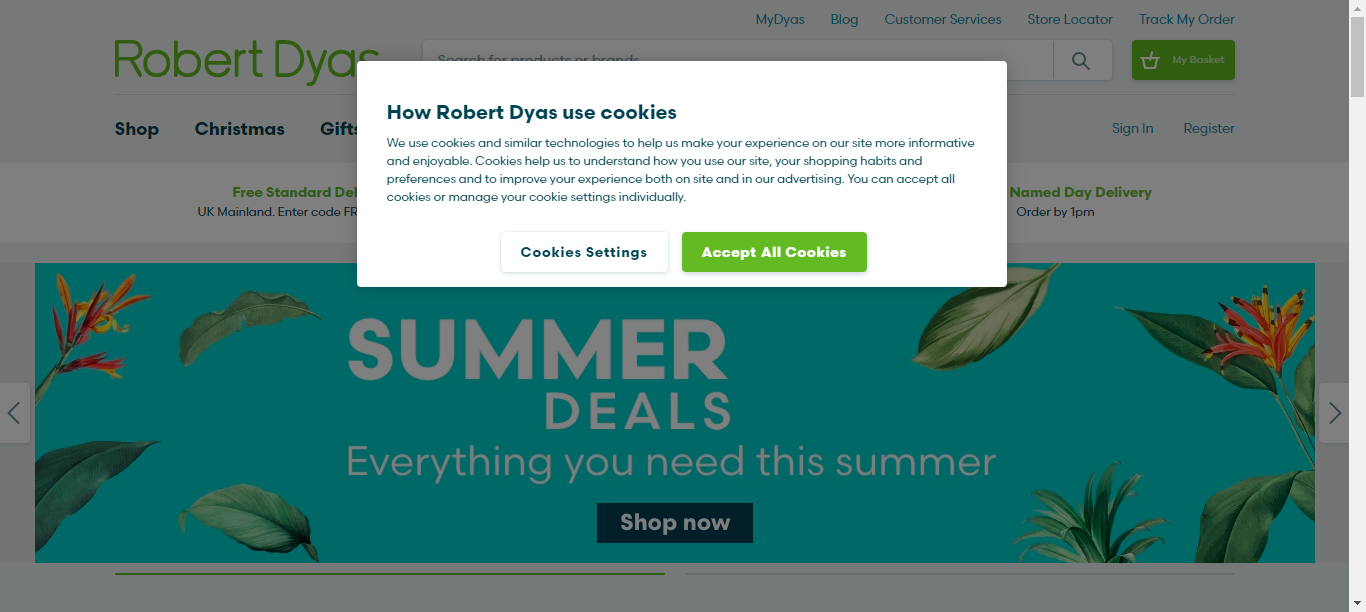 MyDyas Blog Customer Services Store Locator Track My Order
Robert Dyas
Search for products or brands
My Basket
Shop Christmas Gifts
Sign In Register
How Robert Dyas use cookies
We use cookies and similar technologies to help us make your experience on our site more informative
and enjoyable. Cookies help us to understand how you use our site, your shopping habits and
preferences and to improve your experience both on site and in our advertising. You can accept all
cookies or manage your cookie settings individually.
Cookies Settings Accept All Cookies
Free Standard Del
UK Mainland. Enter code FR
Named Day Delivery
Order by 1pm
SUMMER
DEALS
Everything you need this summer
Shop now